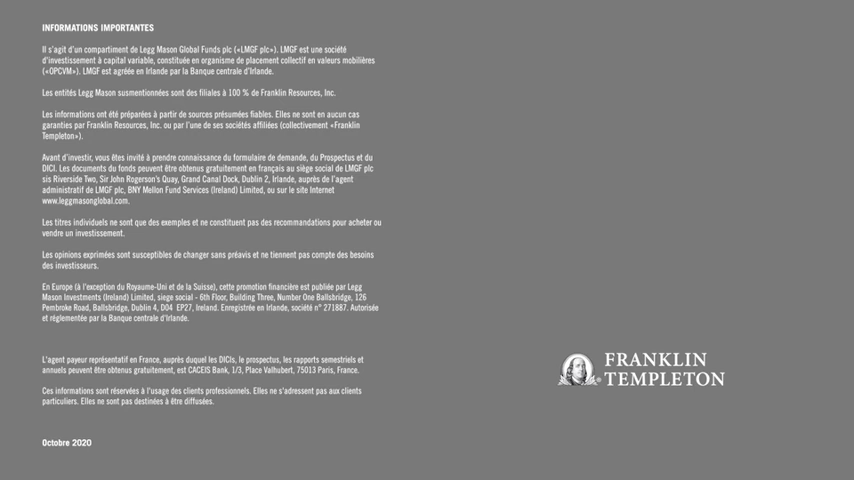 INFORMATIONS IMPORTANTES
Il s'agit d'un compartiment de Legg Mason Global Funds plc («LMGF plc»). LMGF est une société
d'investissement à capital variable, constituée en organisme de placement collectif en valeurs mobilières
(«OPCVM»). LMGF est agréée en Irlande par la Banque centrale d'Irlande.
Les entités Legg Mason susmentionnées sont des filiales à 100 % de Franklin Resources, Inc.
Les informations ont été préparées à partir de sources présumées fiables. Elles ne sont en aucun cas
garanties par Franklin Resources, Inc. ou par l'une de ses sociétés affiliées (collectivement «Franklin
Templeton»).
Avant d'investir, vous êtes invité à prendre connaissance du formulaire de demande, du Prospectus et du
DICI. Les documents du fonds peuvent être obtenus gratuitement en français au siège social de LMGF plc
sis Riverside Two, Sir John Rogerson's Quay, Grand Canal Dock, Dublin 2, Irlande, auprès de l'agent
administratif de LMGF plc, BNY Mellon Fund Services (Ireland) Limited, ou sur le site Internet
www.leggmasonglobal.com.
Les titres individuels ne sont que des exemples et ne constituent pas des recommandations pour acheter ou
vendre un investissement.
Les opinions exprimées sont susceptibles de changer sans préavis et ne tiennent pas compte des besoins
des investisseurs.
En Europe (à l'exception du Royaume-Uni et de la Suisse), cette promotion financière est publiée par Legg
Mason Investments (Ireland) Limited, siege social - 6th Floor, Building Three, Number One Ballsbridge, 126
Pembroke Road, Ballsbridge, Dublin 4, D04 EP27, Ireland. Enregistrée en Irlande, société n° 271887. Autorisée
et réglementée par la Banque centrale d'Irlande.
L'agent payeur représentatif en France, auprès duquel les DICIs, le prospectus, les rapports semestriels et
annuels peuvent être obtenus gratuitement, est CACEIS Bank, 1/3, Place Valhubert, 75013 Paris, France.
Ces informations sont réservées à l'usage des clients professionnels. Elles ne s'adressent pas aux clients
particuliers. Elles ne sont pas destinées à être diffusées.
Octobre 2020
FRANKLIN
TEMPLETON